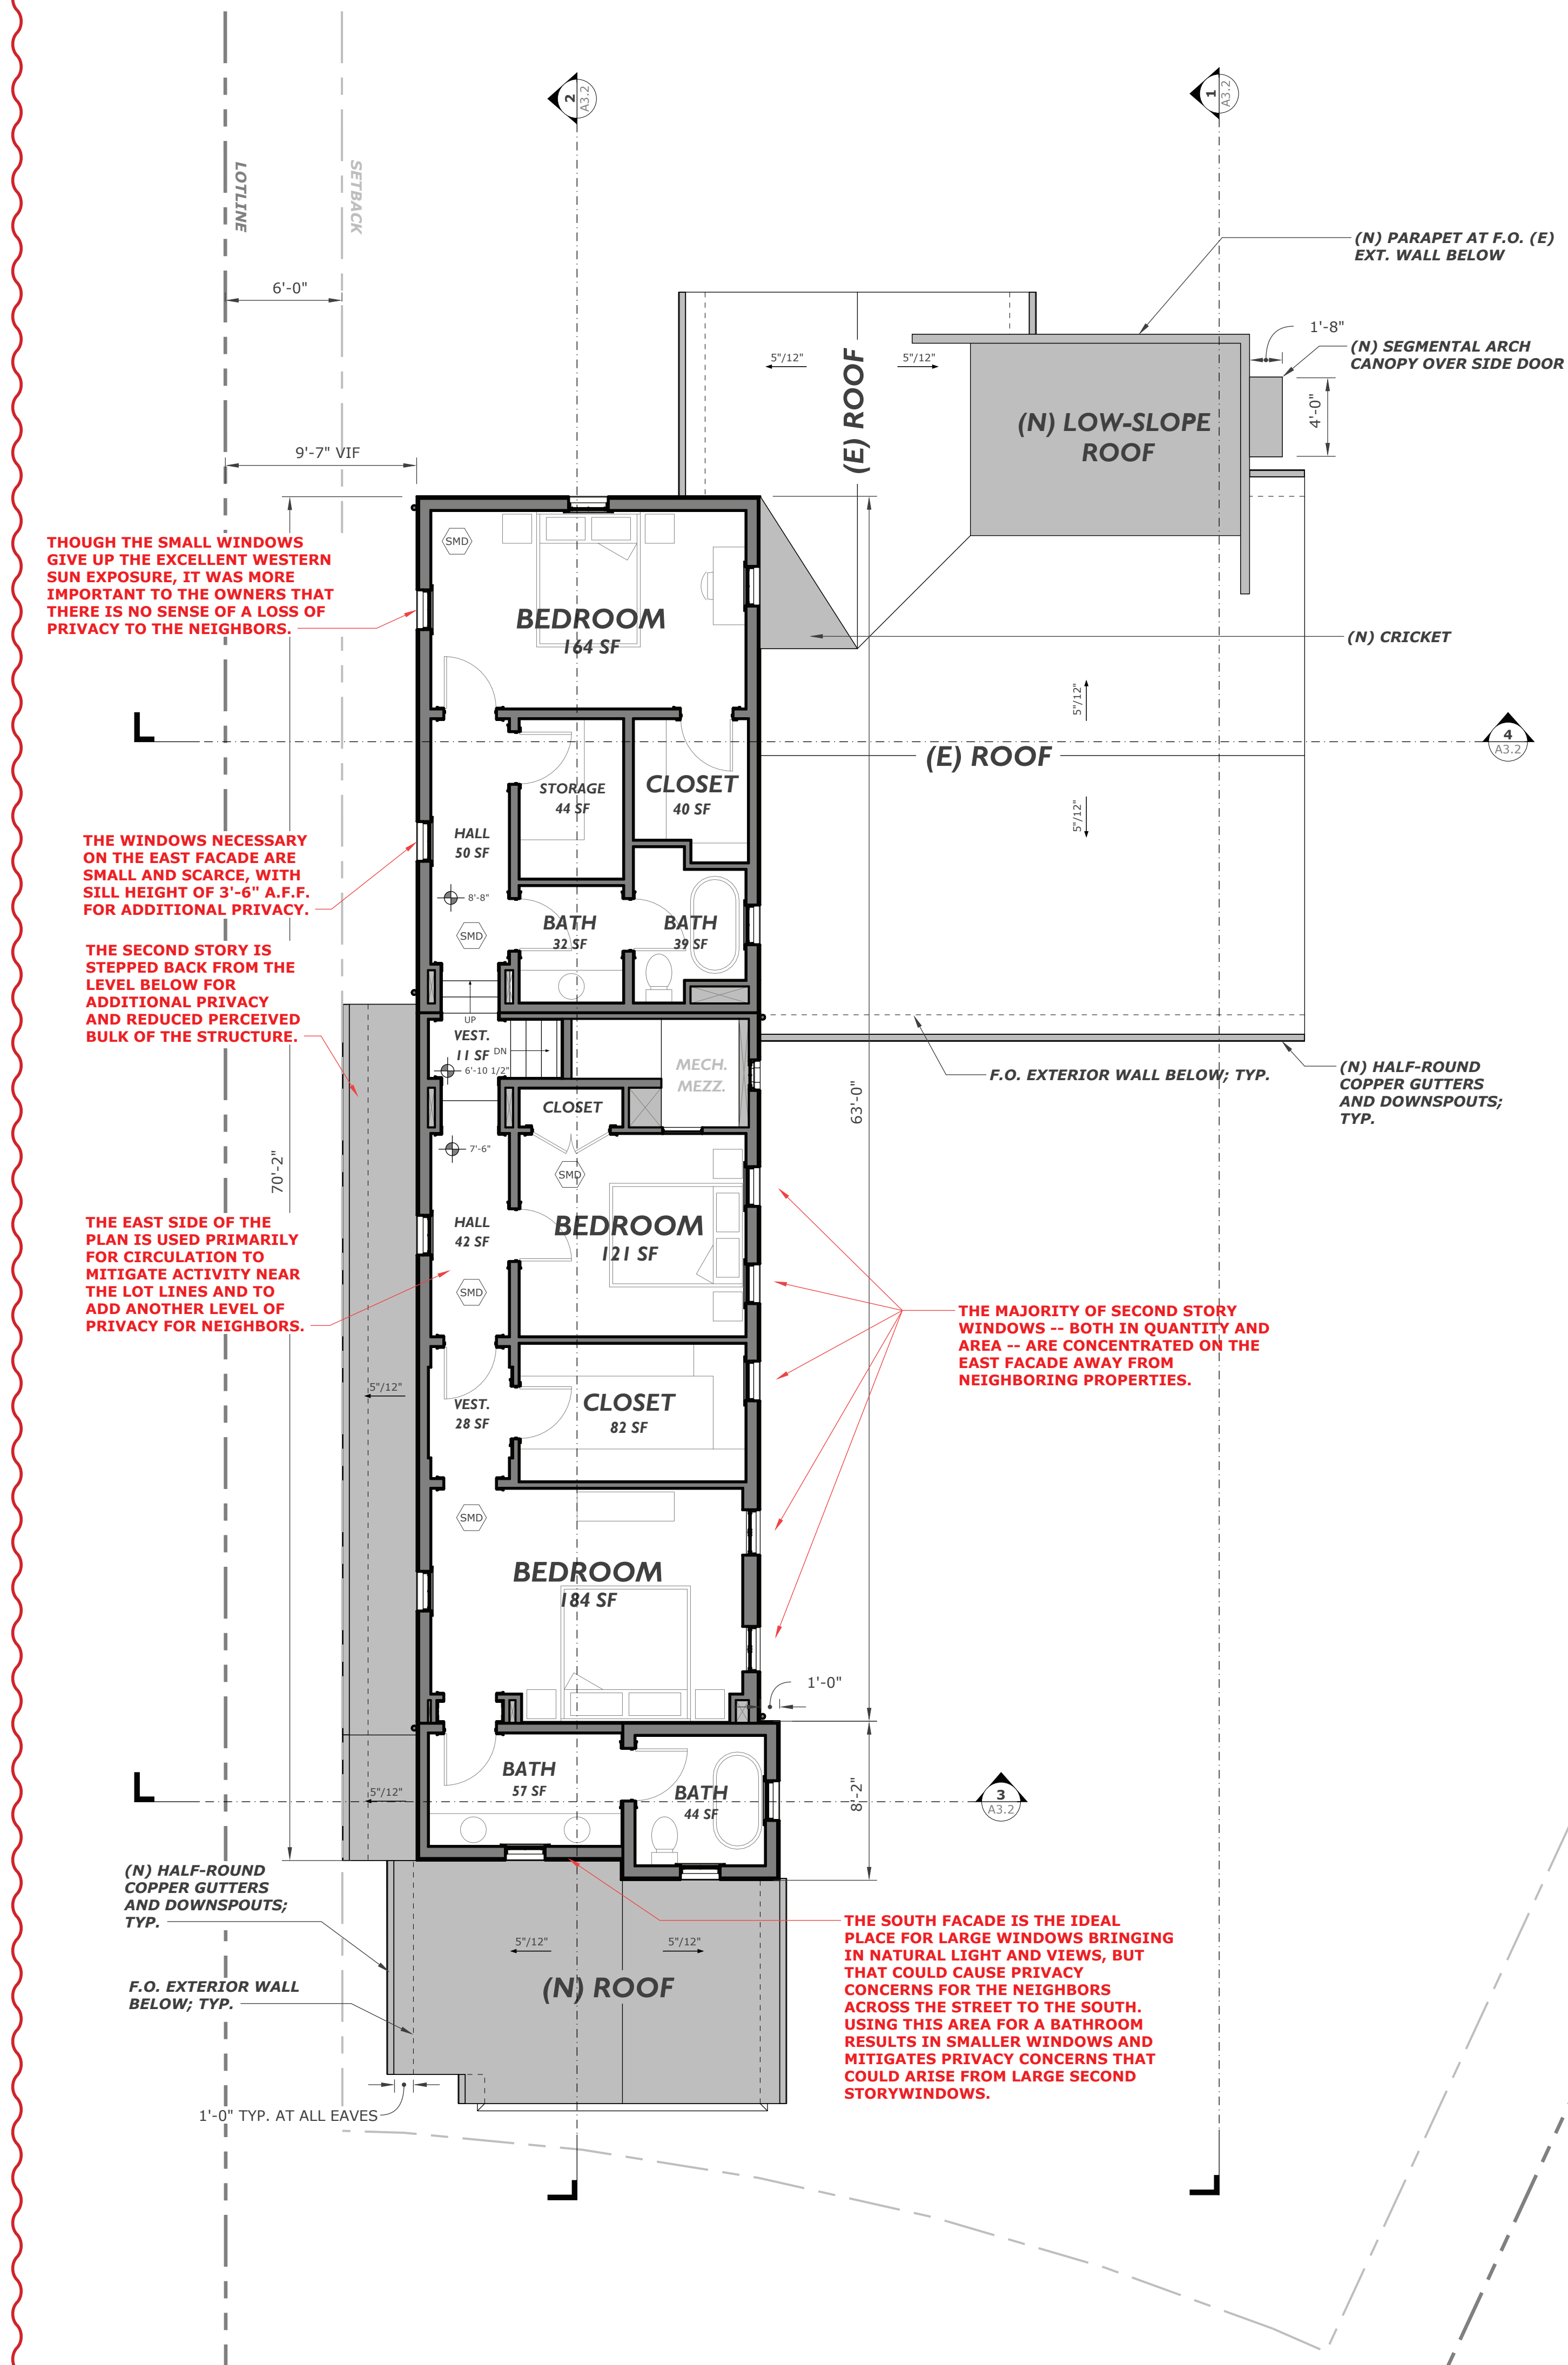 2
A3.2
1
A3.2
LOTLINE
SETBACK
(N) PARAPET AT F.O. (E)
EXT. WALL BELOW
6'-0"
1'-8"
(N) SEGMENTAL ARCH
CANOPY OVER SIDE DOOR
5"/12"
5"/12"
(E) ROOF
4'-0"
(N) LOW-SLOPE
ROOF
9'-7" VIF
THOUGH THE SMALL WINDOWS
GIVE UP THE EXCELLENT WESTERN
SUN EXPOSURE, IT WAS MORE
IMPORTANT TO THE OWNERS THAT
THERE IS NO SENSE OF A LOSS OF
PRIVACY TO THE NEIGHBORS.
SMD
BEDROOM
164 SF
(N) CRICKET
5"/12"
4
A3.2
(E) ROOF
5"/12"
STORAGE
44 SF
CLOSET
40 SF
THE WINDOWS NECESSARY
ON THE EAST FACADE ARE
SMALL AND SCARCE, WITH
SILL HEIGHT OF 3'-6" A.F.F.
FOR ADDITIONAL PRIVACY.
HALL
50 SF
8'-8"
SMD
BATH
32 SF
BATH
39 SF
THE SECOND STORY IS
STEPPED BACK FROM THE
LEVEL BELOW FOR
ADDITIONAL PRIVACY
AND REDUCED PERCEIVED
BULK OF THE STRUCTURE.
UP
VEST.
11 SF
DN
6'-10 1/2"
MECH.
MEZZ.
F.O. EXTERIOR WALL BELOW; TYP.
(N) HALF-ROUND
COPPER GUTTERS
AND DOWNSPOUTS;
TYP.
CLOSET
63'-0"
70'-2"
7'-6"
SMD
THE EAST SIDE OF THE
PLAN IS USED PRIMARILY
FOR CIRCULATION TO
MITIGATE ACTIVITY NEAR
THE LOT LINES AND TO
ADD ANOTHER LEVEL OF
PRIVACY FOR NEIGHBORS.
HALL
42 SF
BEDROOM
121 SF
SMD
THE MAJORITY OF SECOND STORY
WINDOWS -- BOTH IN QUANTITY AND
AREA -- ARE CONCENTRATED ON THE
EAST FACADE AWAY FROM
NEIGHBORING PROPERTIES.
5"/12"
VEST.
28 SF
CLOSET
82 SF
SMD
BEDROOM
184 SF
1'-0"
BATH
57 SF
BATH
44 SF
5"/12"
8'-2"
3
A3.2
(N) HALF-ROUND
COPPER GUTTERS
AND DOWNSPOUTS;
TYP.
5"/12"
5"/12"
(N) ROOF
THE SOUTH FACADE IS THE IDEAL
PLACE FOR LARGE WINDOWS BRINGING
IN NATURAL LIGHT AND VIEWS, BUT
THAT COULD CAUSE PRIVACY
CONCERNS FOR THE NEIGHBORS
ACROSS THE STREET TO THE SOUTH.
USING THIS AREA FOR A BATHROOM
RESULTS IN SMALLER WINDOWS AND
MITIGATES PRIVACY CONCERNS THAT
COULD ARISE FROM LARGE SECOND
STORYWINDOWS.
F.O. EXTERIOR WALL
BELOW; TYP.
1'-0" TYP. AT ALL EAVES